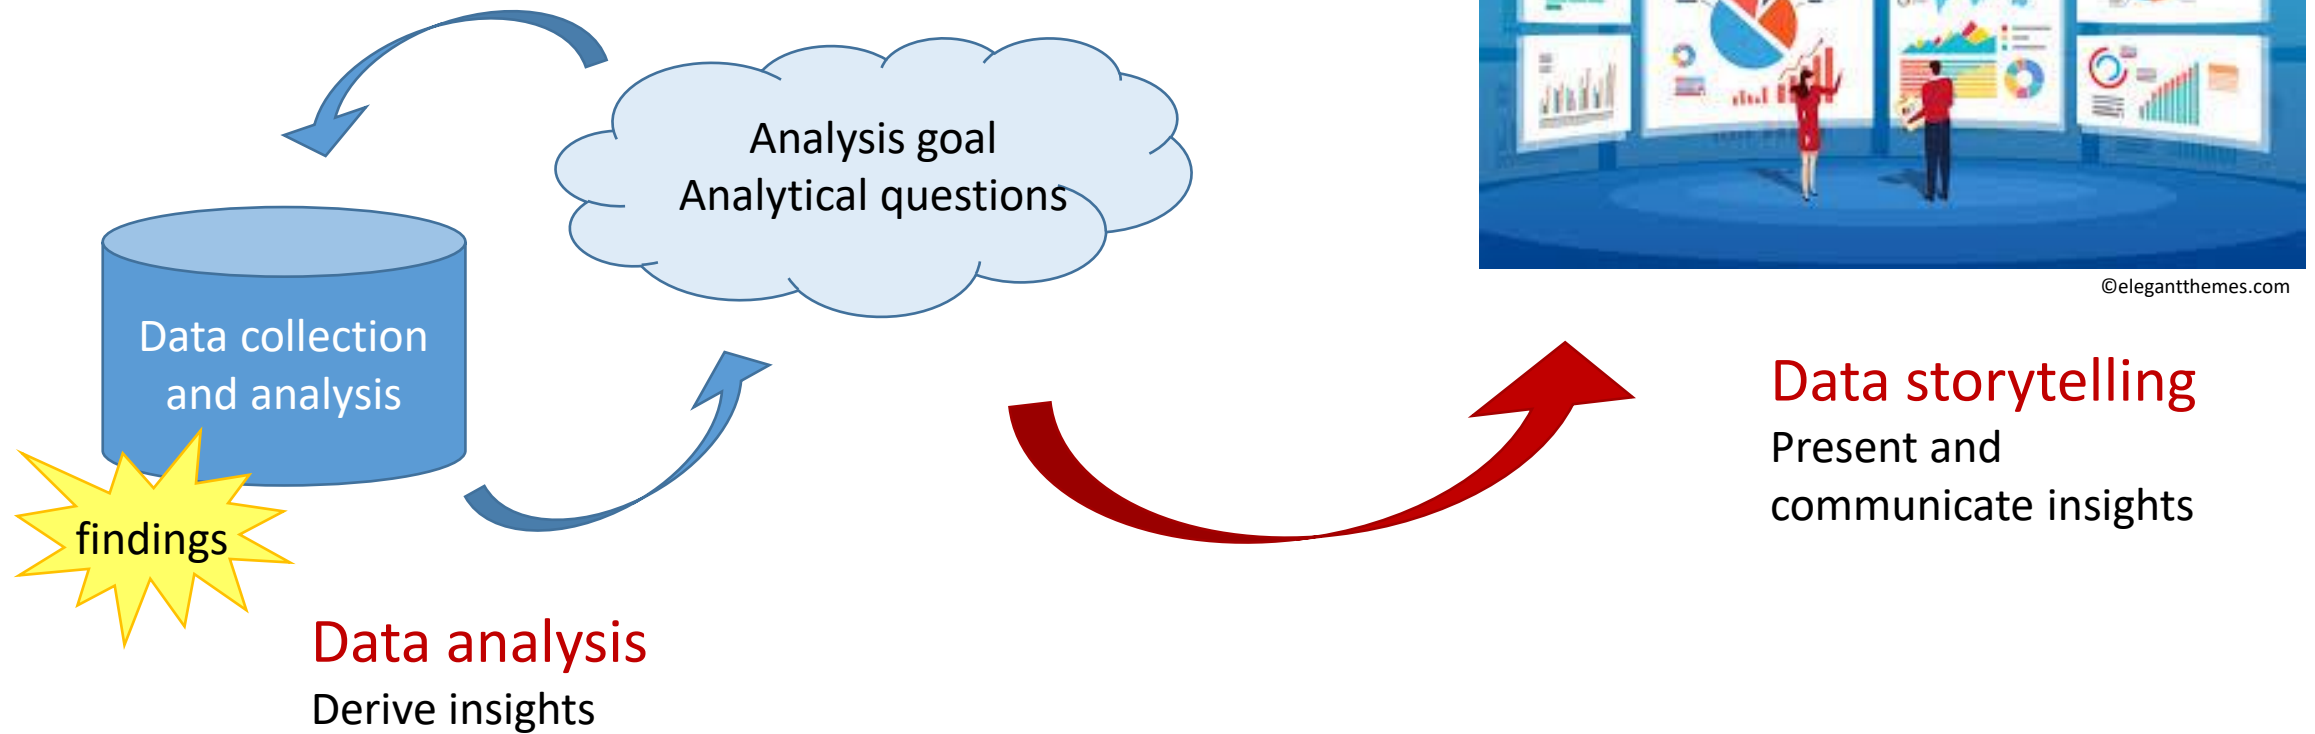 Analysis goal
Analytical questions
Data collection
and analysis
findings
Data analysis
Derive insights
©elegantthemes.com
Data storytelling
Present and
communicate insights